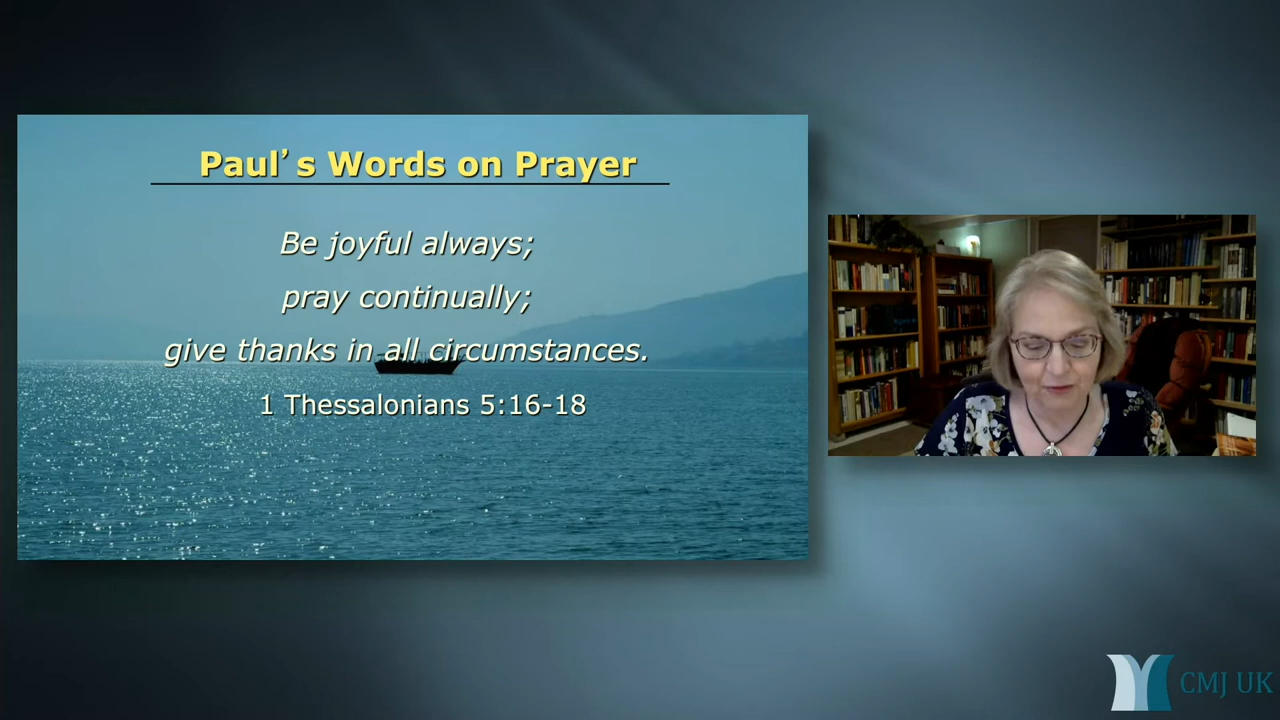 Paul's Words on Prayer
Be joyful always;
pray continually;
give thanks in all circumstances.
1 Thessalonians 5:16-18
CMJ UK